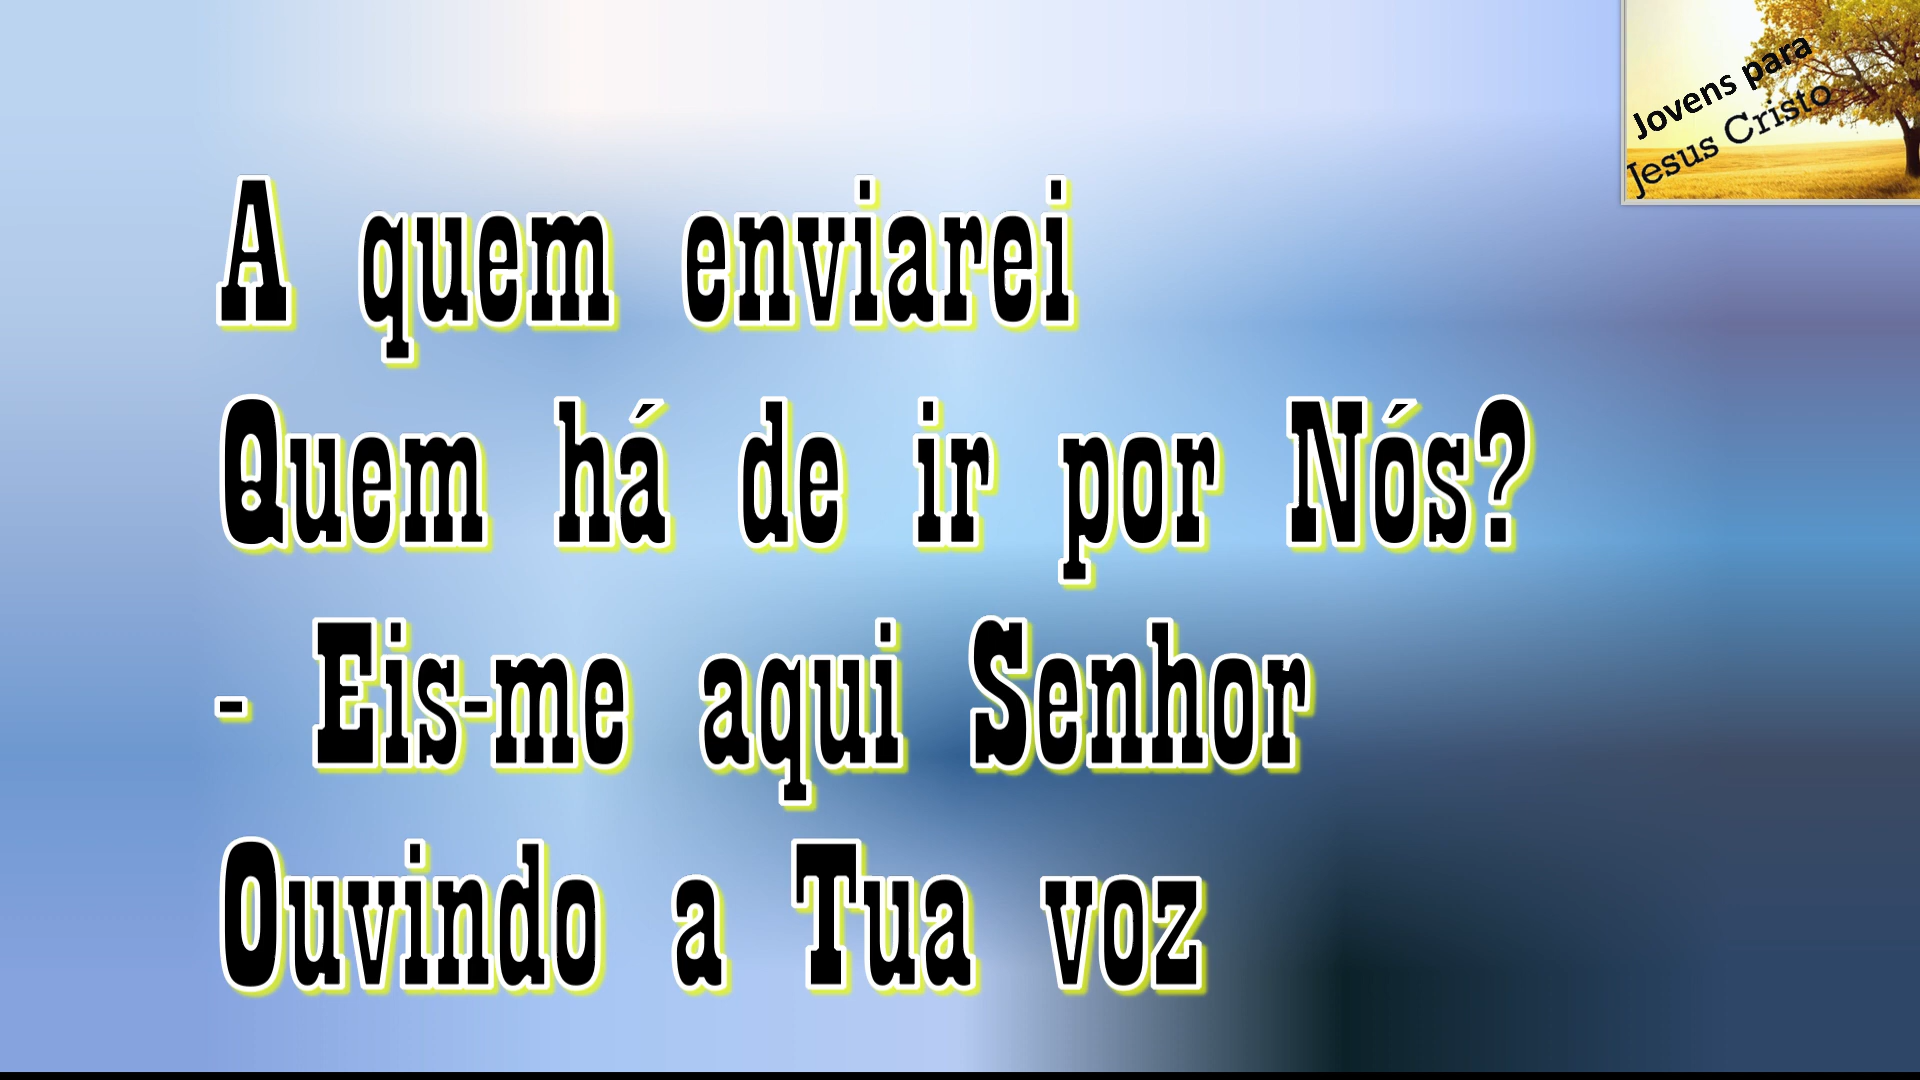 Jovens para
Jesus Cristo
A quem enviarei
Quem há de ir por Nós?
- Eis-me aqui Senhor
Ouvindo a Tua voz